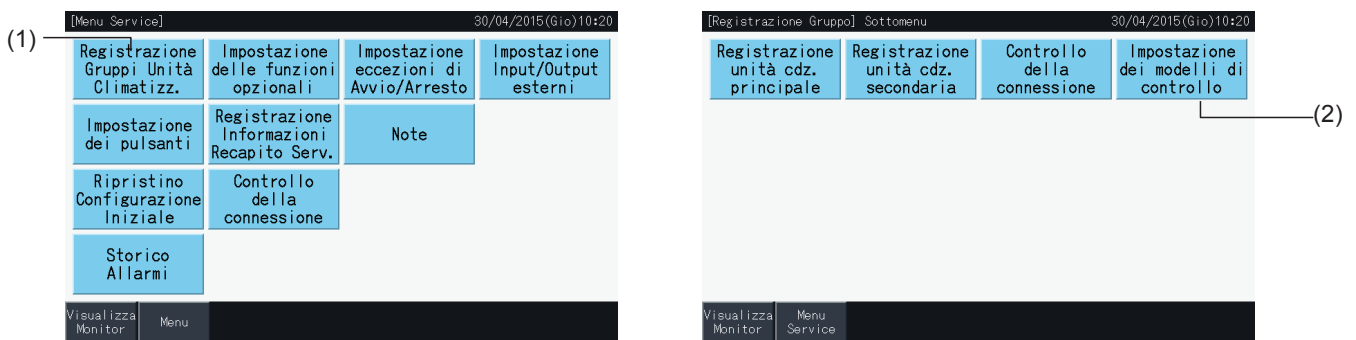 [Menu Service] 30/04/2015(Gio)10:20
(1)
Registrazione
Gruppi Unità
Climatizz.
Impostazione
delle funzioni
opzionali
Impostazione
eccezioni di
Avvio/Arresto
Impostazione
Input/Output
esterni
Impostazione
dei pulsanti
Registrazione
Informazioni
Recapito Serv.
Note
Ripristino
Configurazione
Iniziale
Controllo
della
connessione
Storico
Allarmi
Visualizza
Monitor
Menu
[Registrazione Gruppo] Sottomenu 30/04/2015(Gio)10:20
Registrazione
unità cdz.
principale
Registrazione
unità cdz.
secondaria
Controllo
della
connessione
Impostazione
dei modelli di
controllo
(2)
Visualizza
Monitor
Menu
Service